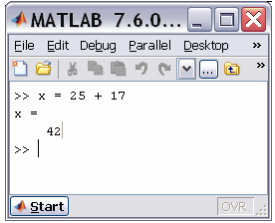 MATLAB 7.6.0...
File Edit Debug Parallel Desktop »
... »
>> x = 25 + 17
x =
42
>>
Start OVR